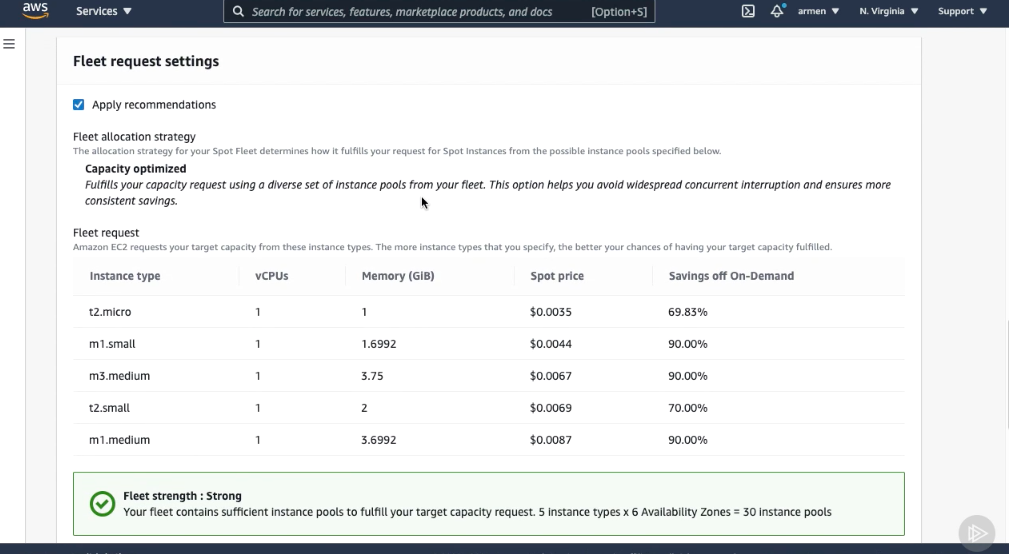 aws Services Search for services, features, marketplace products, and docs [Option+S] armen N. Virginia Support
Fleet request settings
Apply recommendations
Fleet allocation strategy
The allocation strategy for your Spot Fleet determines how it fulfills your request for Spot Instances from the possible instance pools specified below.
Capacity optimized
Fulfills your capacity request using a diverse set of instance pools from your fleet. This option helps you avoid widespread concurrent interruption and ensures more
consistent savings.
Fleet request
Amazon EC2 requests your target capacity from these instance types. The more instance types that you specify, the better your chances of having your target capacity fulfilled.
Instance type vCPUs Memory (GiB) Spot price Savings off On-Demand
t2.micro 1 1 $0.0035 69.83%
m1.small 1 1.6992 $0.0044 90.00%
m3.medium 1 3.75 $0.0067 90.00%
t2.small 1 2 $0.0069 70.00%
m1.medium 1 3.6992 $0.0087 90.00%
Fleet strength : Strong
Your fleet contains sufficient instance pools to fulfill your target capacity request. 5 instance types x 6 Availability Zones = 30 instance pools